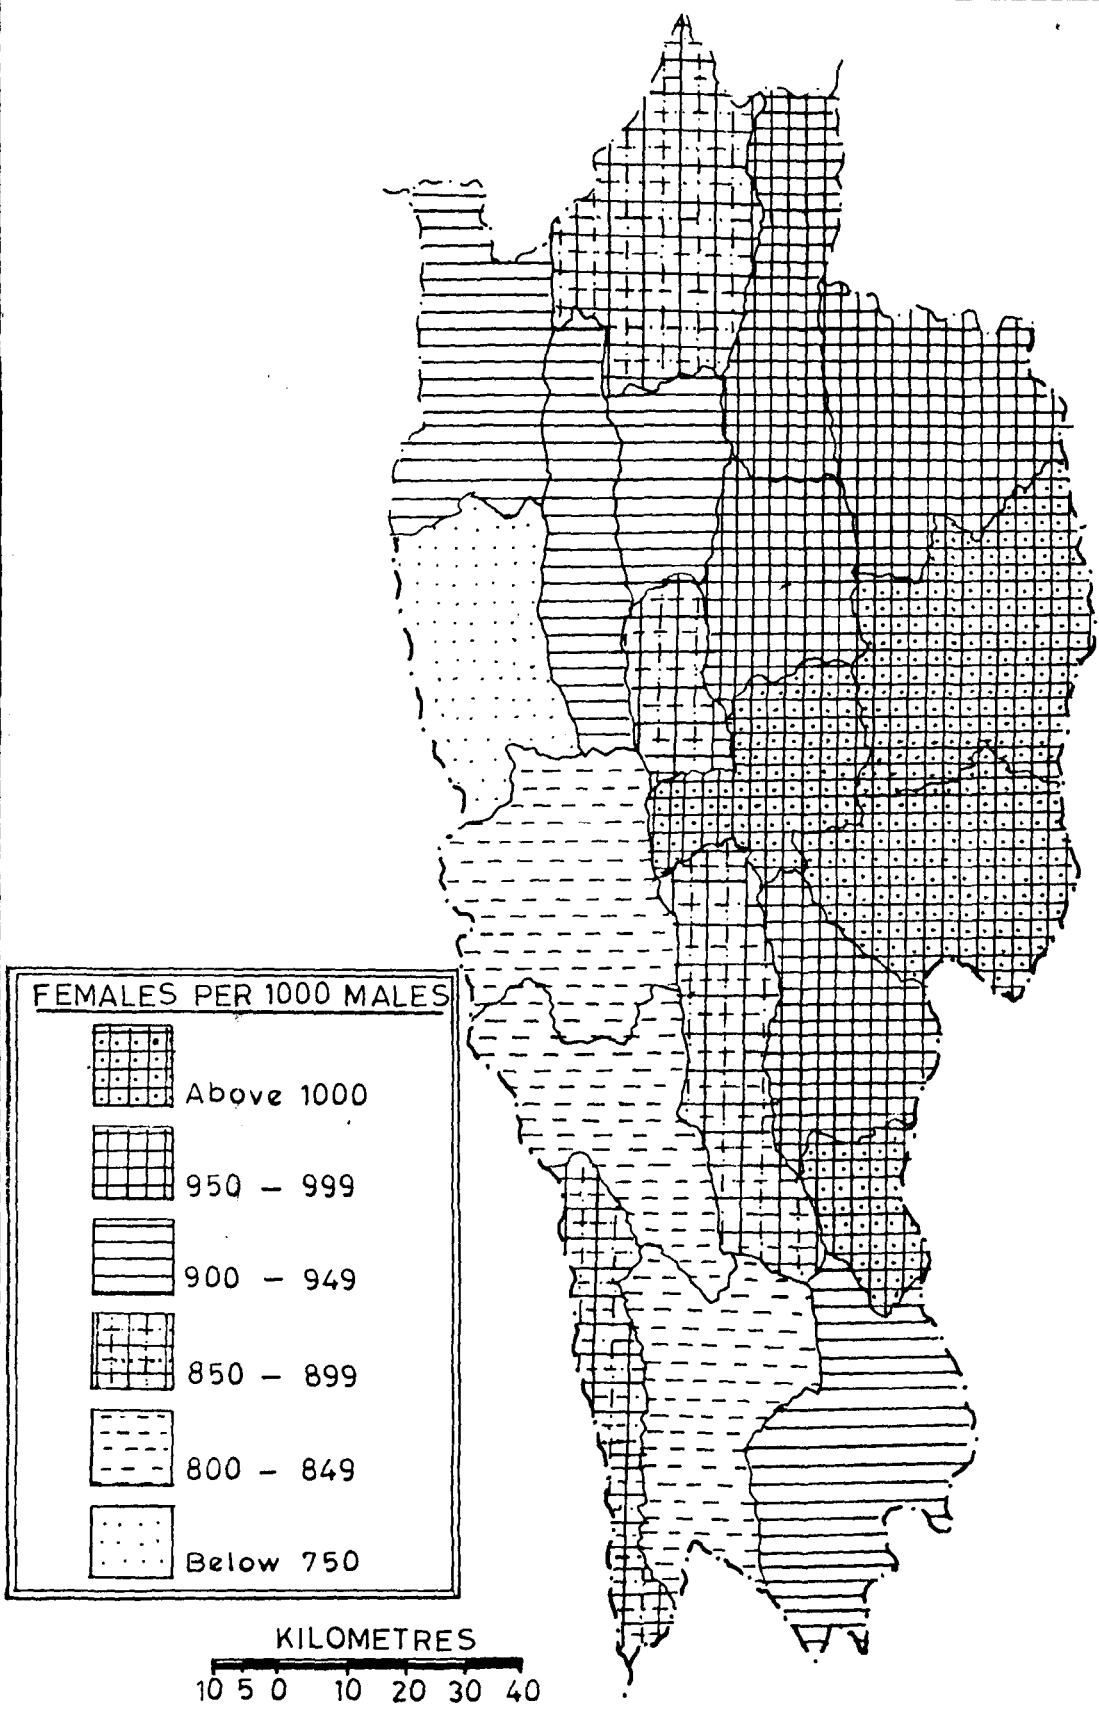 FEMALES PER 1000 MALES
Above 1000
950 – 999
900 – 949
850 – 899
800 – 849
Below 750
KILOMETRES
10 5 0 10 20 30 40